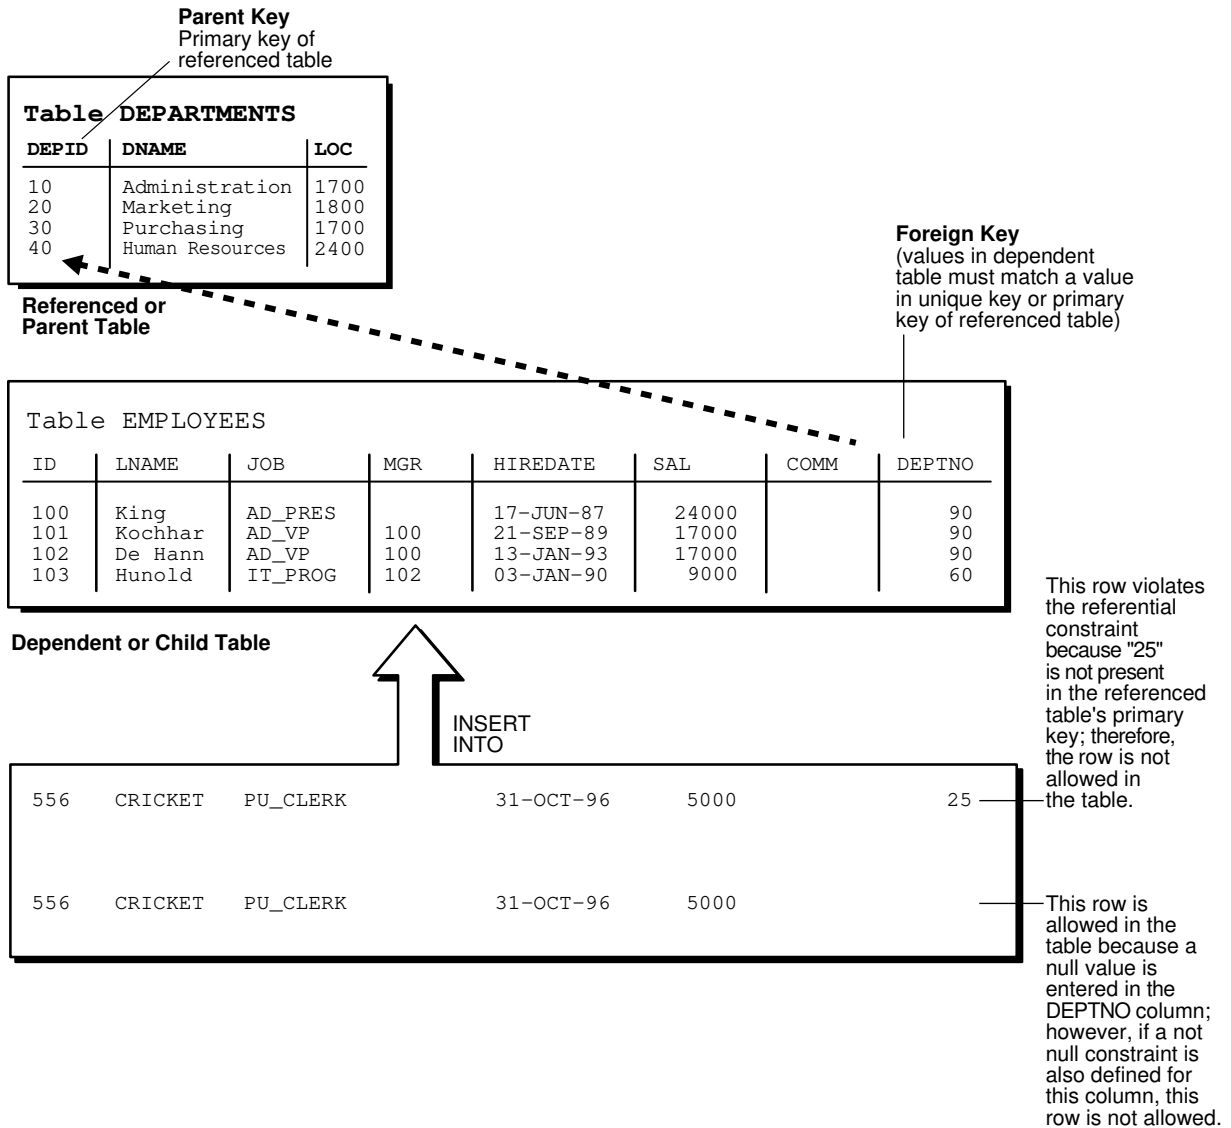 Parent Key
Primary key of
referenced table
Table DEPARTMENTS
DEPID DNAME LOC
10 Administration 1700
20 Marketing 1800
30 Purchasing 1700
40 Human Resources 2400
Referenced or
Parent Table
Foreign Key
(values in dependent
table must match a value
in unique key or primary
key of referenced table)
Table EMPLOYEES
ID LNAME JOB MGR HIREDATE SAL COMM DEPTNO
100 King AD_PRES 17-JUN-87 24000 90
101 Kochhar AD_VP 100 21-SEP-89 17000 90
102 De Hann AD_VP 100 13-JAN-93 17000 90
103 Hunold IT_PROG 102 03-JAN-90 9000 60
Dependent or Child Table
INSERT
INTO
556 CRICKET PU_CLERK 31-OCT-96 5000 25
This row violates
the referential
constraint
because "25"
is not present
in the referenced
table's primary
key; therefore,
the row is not
allowed in
the table.
556 CRICKET PU_CLERK 31-OCT-96 5000
This row is
allowed in the
table because a
null value is
entered in the
DEPTNO column;
however, if a not
null constraint is
also defined for
this column, this
row is not allowed.